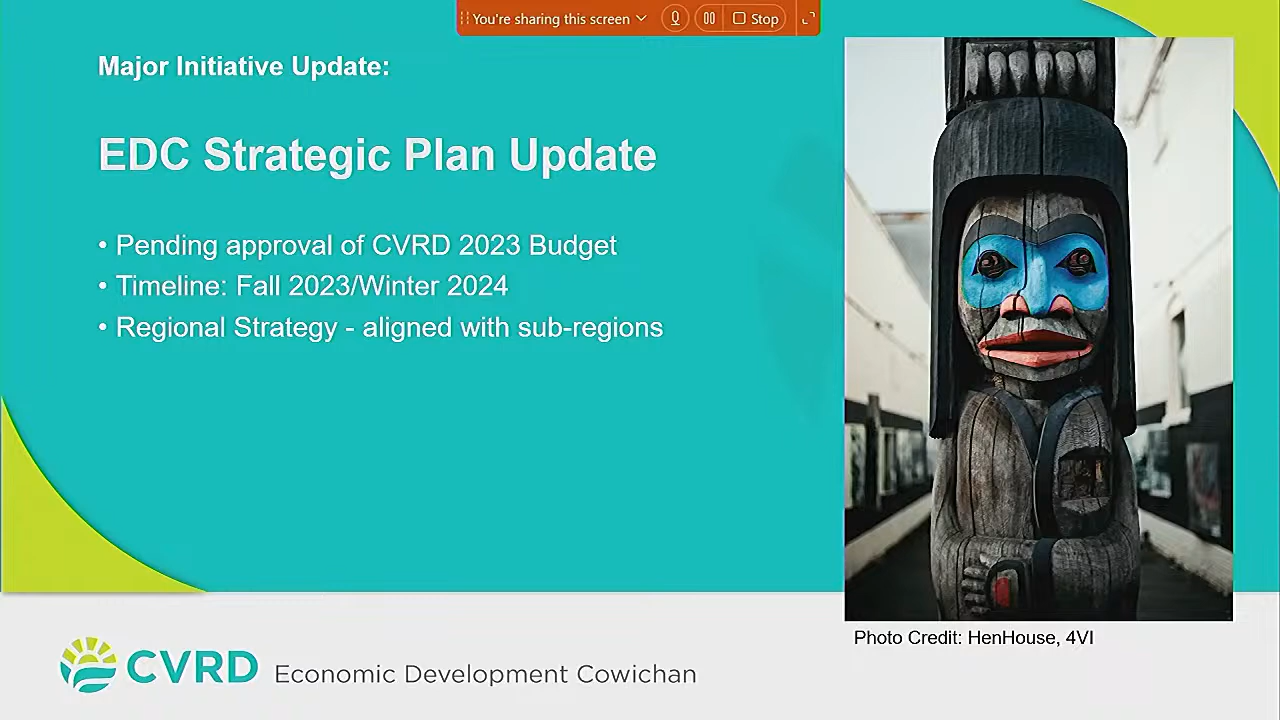 You're sharing this screen
Stop
Major Initiative Update:
EDC Strategic Plan Update
• Pending approval of CVRD 2023 Budget
• Timeline: Fall 2023/Winter 2024
• Regional Strategy - aligned with sub-regions
Photo Credit: HenHouse, 4VI
CVRD Economic Development Cowichan